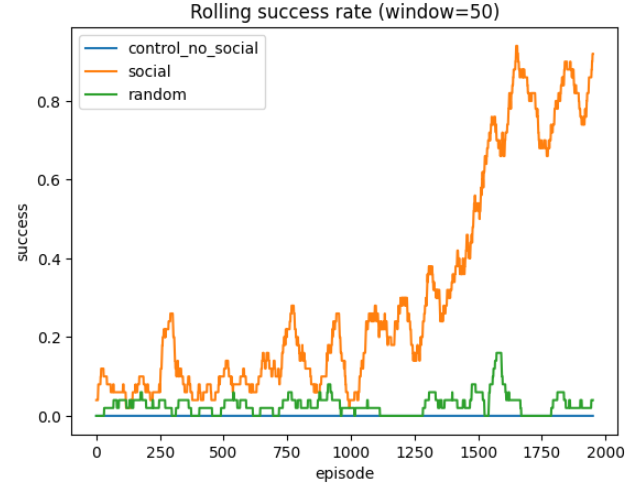 Rolling success rate (window=50)
control_no_social
social
random
success
0.8
0.6
0.4
0.2
0.0
0 250 500 750 1000 1250 1500 1750 2000
episode